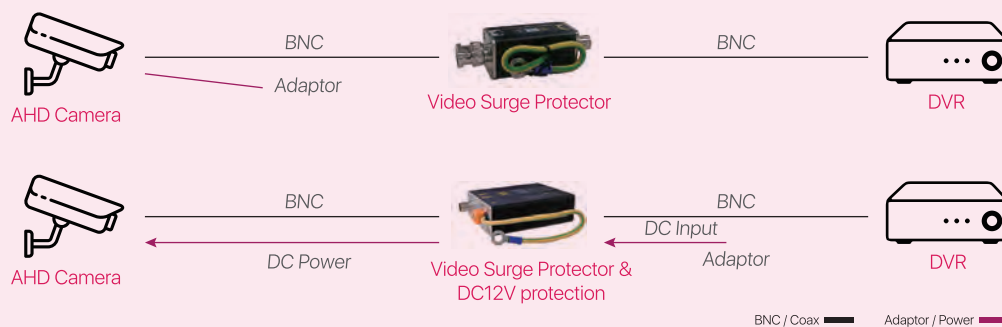 BNC
BNC
Adaptor
AHD Camera
Video Surge Protector
DVR
BNC
BNC
DC Input
DC Power
Adaptor
AHD Camera
Video Surge Protector &
DC12V protection
DVR
BNC / Coax
Adaptor / Power